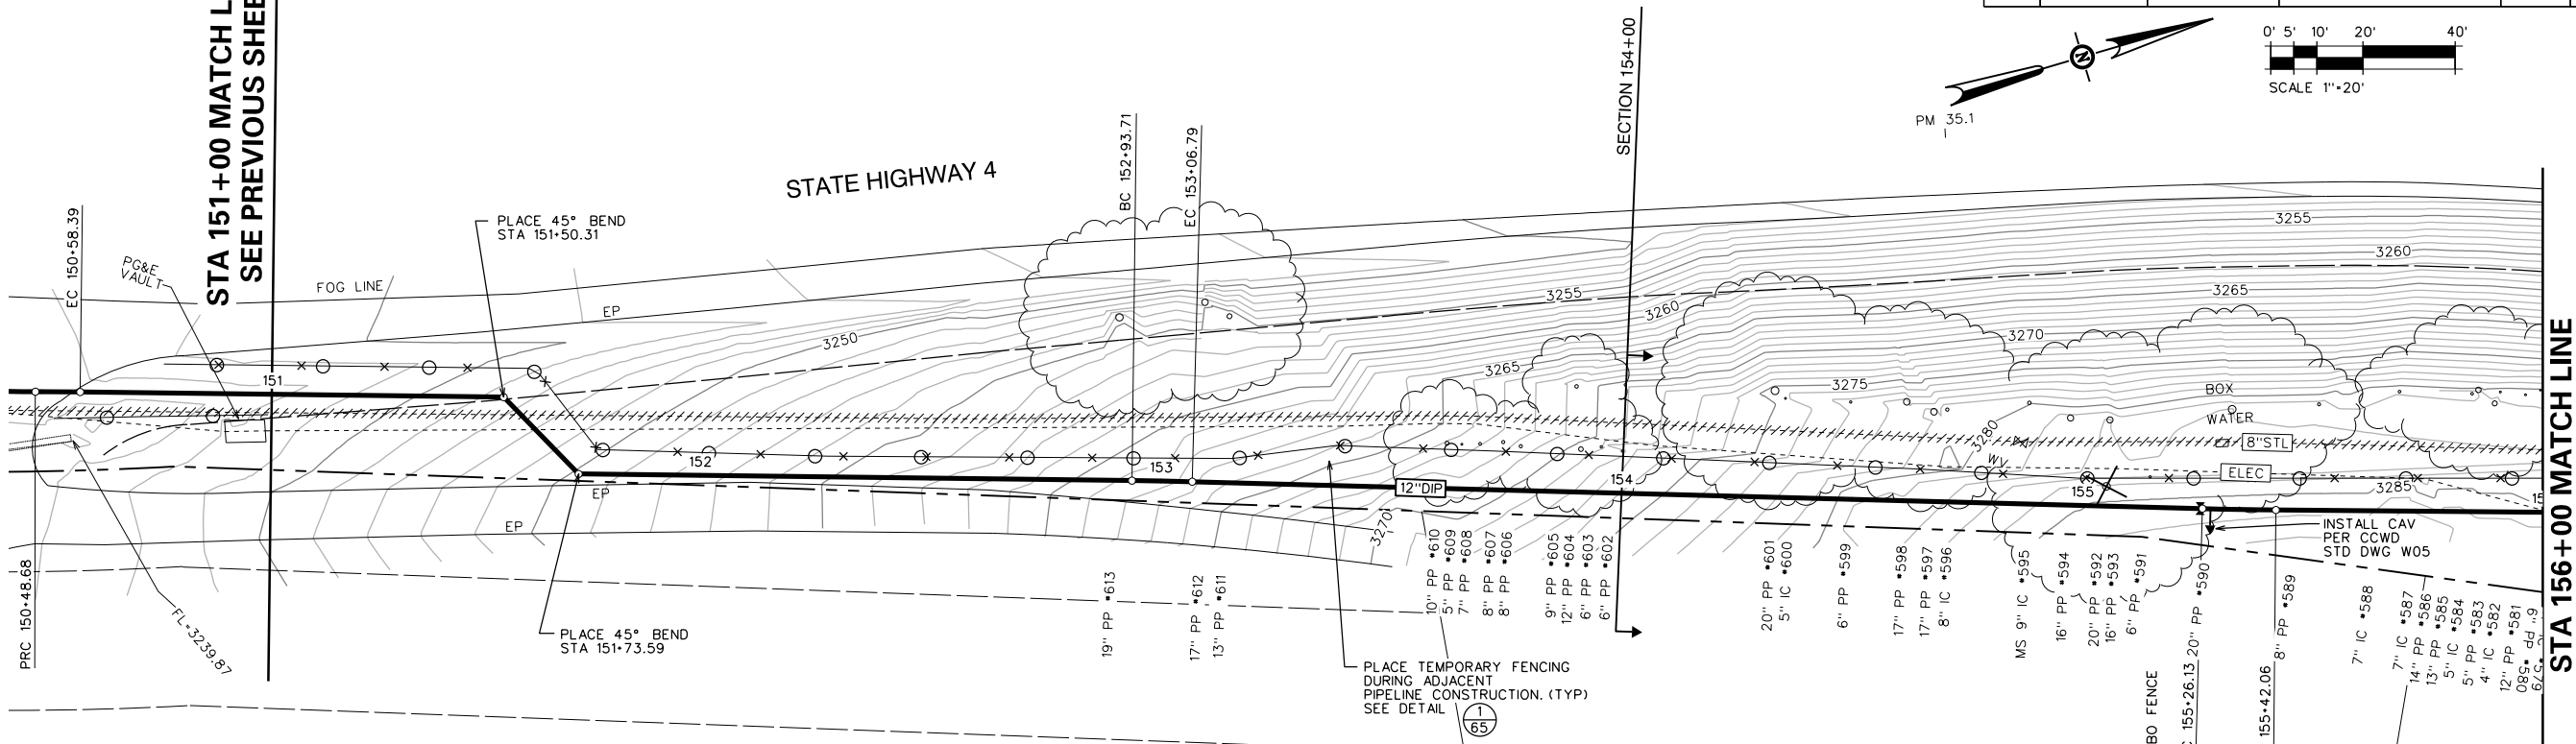 STA 151+00 MATCH L
SEE PREVIOUS SHEE
0' 5' 10' 20' 40'
SCALE 1"=20'
N
PM 35.1
SECTION 154+00
STATE HIGHWAY 4
BC 152+93.71
EC 153+06.79
EC 150+58.39
PG&E
VAULT
FOG LINE
EP
PLACE 45° BEND
STA 151+50.31
3250
3255
3260
3265
3270
3255
3260
3265
3270
3275
3280
3285
151
152
153
154
155
15
BOX
WATER
8"STL
WV
ELEC
12"DIP
EP
EP
PRC 150+48.68
FL=3239.87
PLACE 45° BEND
STA 151+73.59
19" PP #613
17" PP #612
13" PP #611
10" PP #610
5" PP #609
7" PP #608
8" PP #607
8" PP #606
9" PP #605
12" PP #604
6" PP #603
6" PP #602
20" PP #601
5" IC #600
6" PP #599
17" PP #598
17" PP #597
8" IC #596
MS 9" IC #595
16" PP #594
20" PP #592
16" PP #593
6" PP #591
20" PP #590
8" PP #589
7" IC #588
7" IC #587
14" PP #586
13" PP #585
5" IC #584
5" PP #583
4" IC #582
12" PP #581
INSTALL CAV
PER CCWD
STD DWG W05
PLACE TEMPORARY FENCING
DURING ADJACENT
PIPELINE CONSTRUCTION. (TYP)
SEE DETAIL 1
65
BO FENCE
C 155+26.13
155+42.06
STA 156+00 MATCH LINE